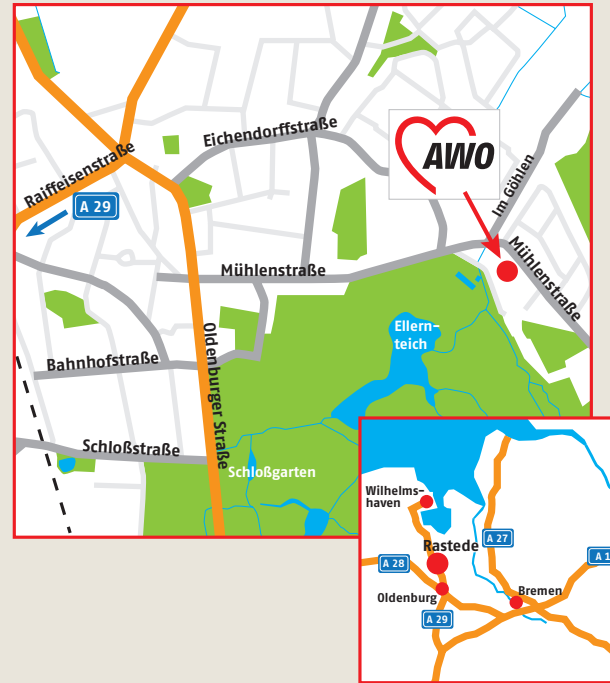 Eichendorffstraße
AWO
Raiffeisenstraße
A 29
Im Göhlen
Mühlenstraße
Mühlenstraße
Ellern-
teich
Oldenburger Straße
Bahnhofstraße
Schloßstraße
Schloßgarten
Wilhelms-
haven
Rastede
A 27
A 28
A 1
Oldenburg
Bremen
A 29